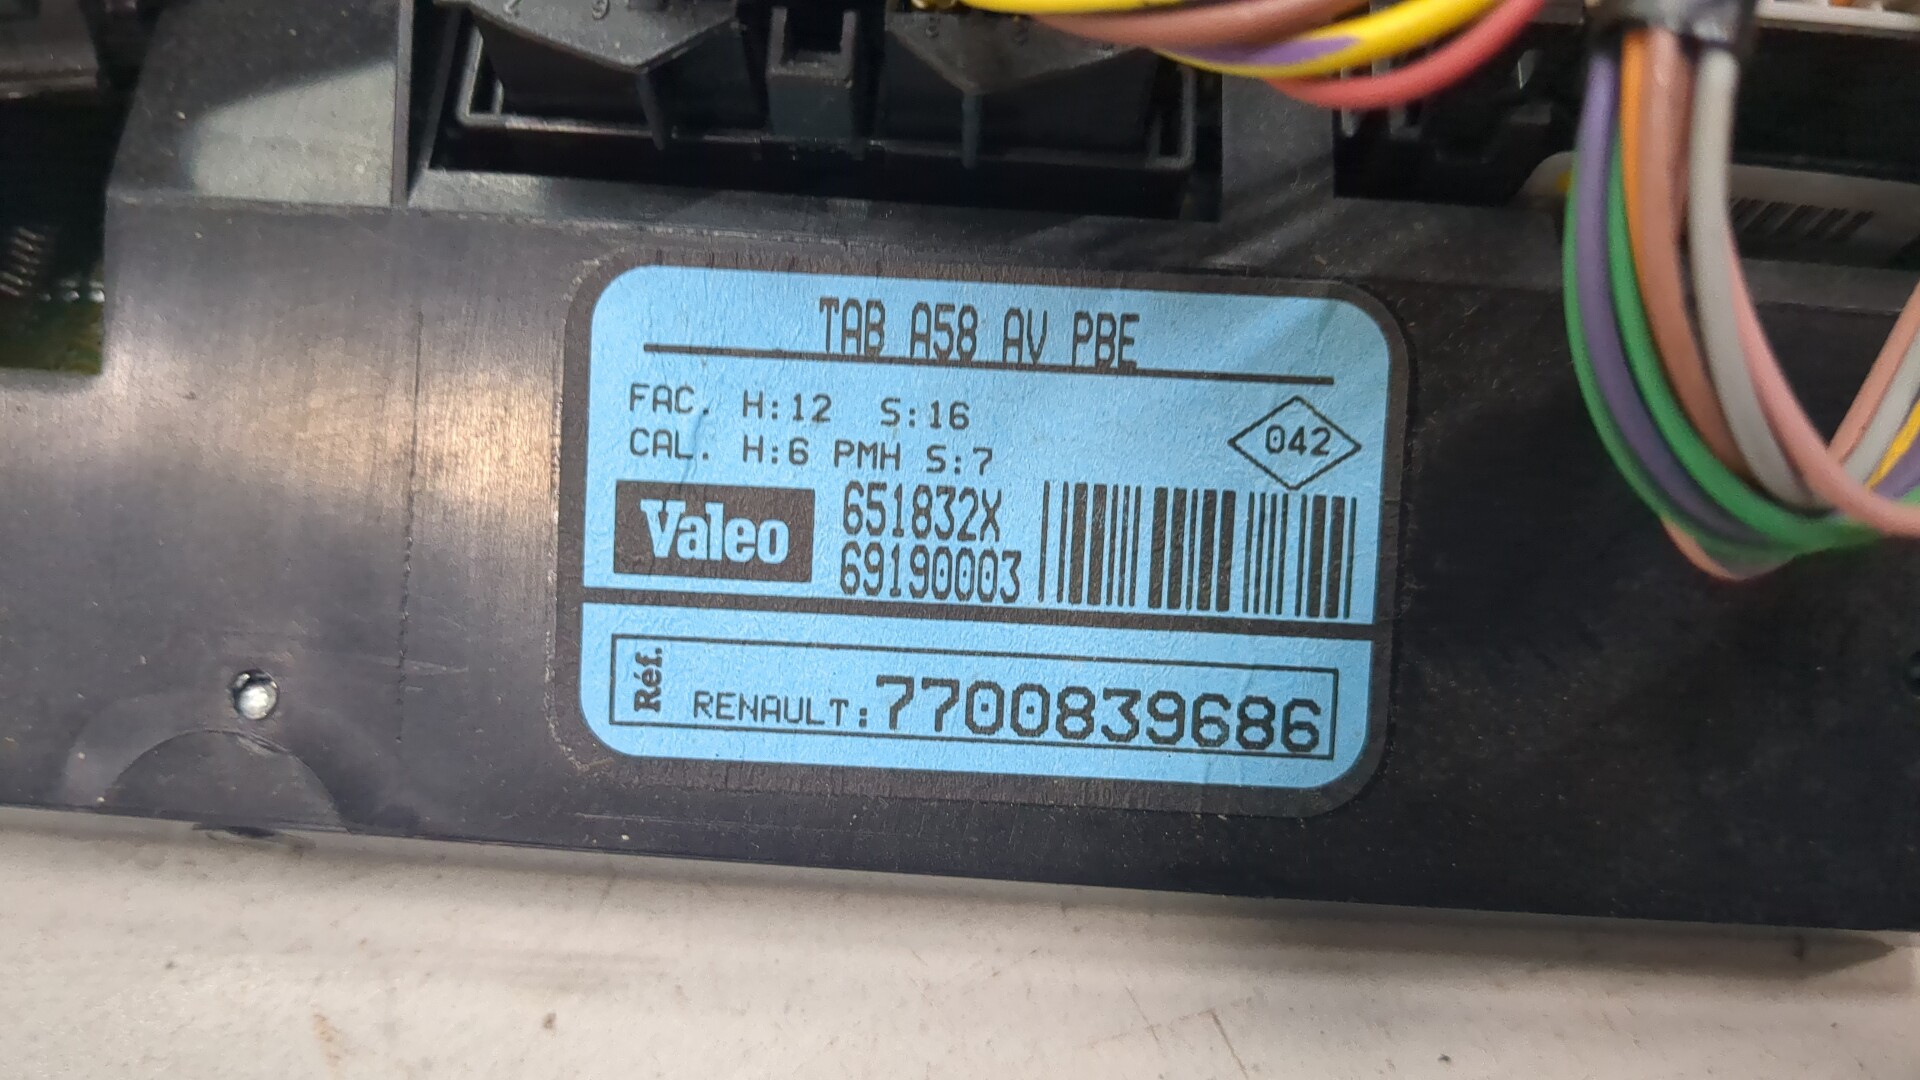 TAB A58 AV PBE
FAC. H:12 S:16
CAL. H:6 PMH S:7
042
Valeo
651832X
69190003
Réf. RENAULT:7700839686